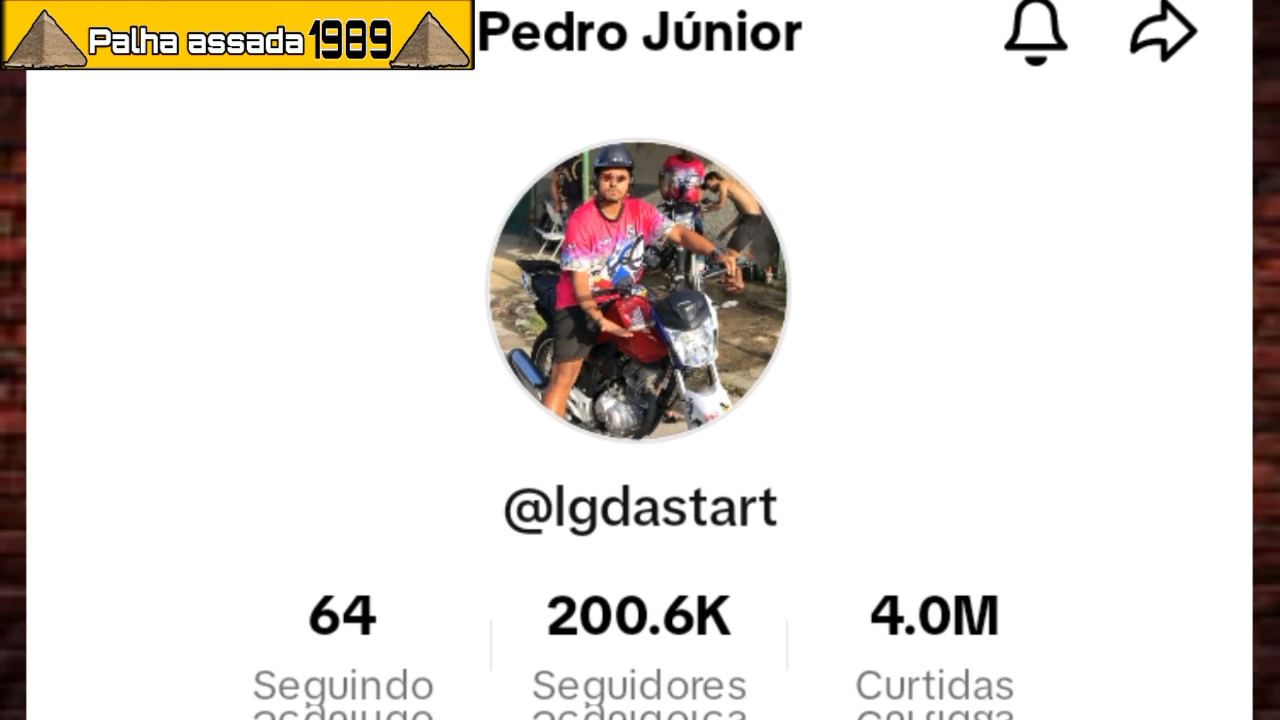 Palha assada 1989
Pedro Júnior
@lgdastart
64
200.6K
4.0M
Seguindo
Seguidores
Curtidas